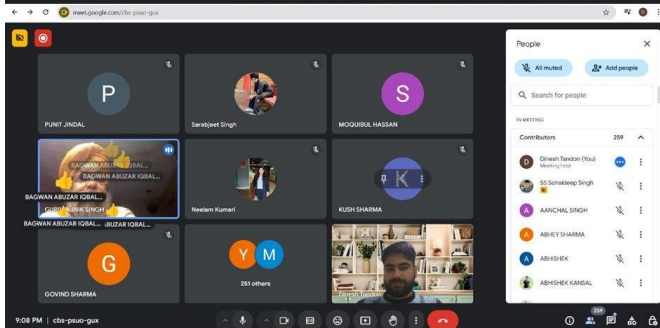 meet.google.com/cbs-psuo-gux
People
All muted
Add people
Search for people
IN MEETING
Contributors
259
Dinesh Tandon (You)
Meeting host
55 Sohaldeep Singh
AANCHAL SINGH
ABHEY SHARMA
ABHISHEK
ABHISHEK KANSAL
P
PUNIT JINDAL
Sarabjeet Singh
S
MOQUIBUL HASSAN
BAGWAN ABUZAR IQBAL...
BAGWAN ABUZAR IQBAL...
BAGWAN ABUZAR IQBAL...
BAGWAN ABUZAR IQBAL...
Neelam Kumari
K
KUSH SHARMA
G
GOVIND SHARMA
Y M
251 others
Dinesh Tandon
9:08 PM | cbs-psuo-gux
259